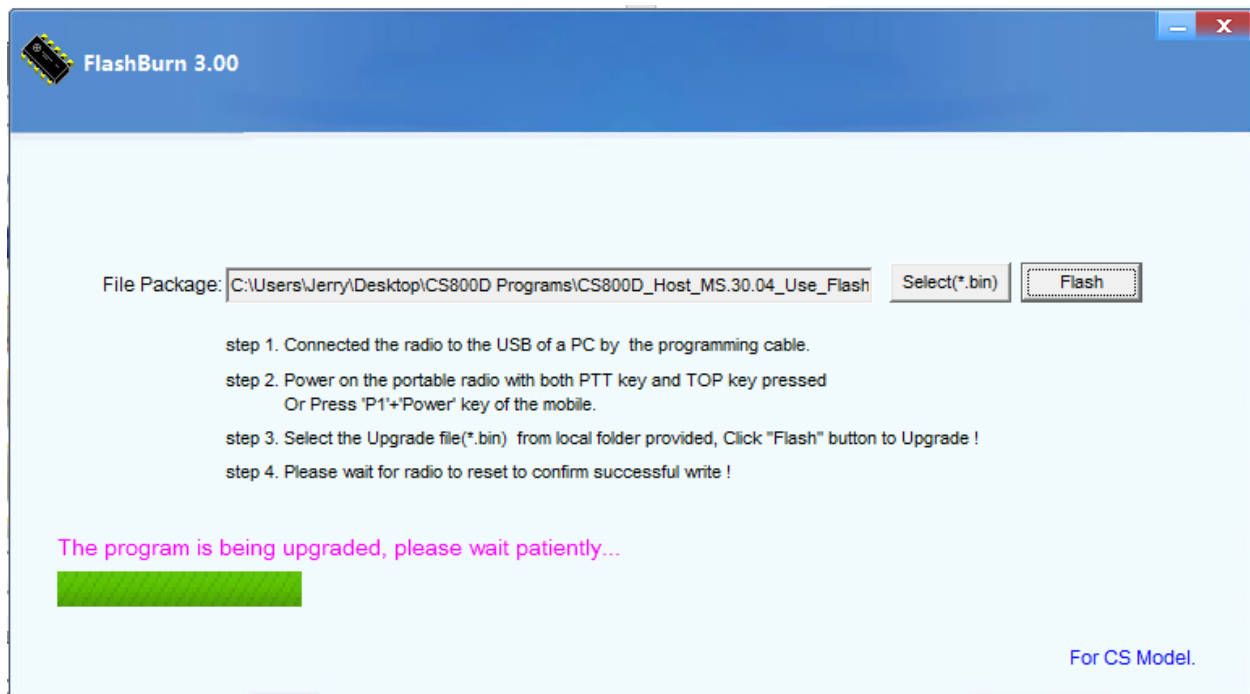 FlashBurn 3.00
File Package: C:\Users\Jerry\Desktop\CS800D Programs\CS800D_Host_MS.30.04_Use_Flash Select(*.bin) Flash
step 1. Connected the radio to the USB of a PC by  the programming cable.
step 2. Power on the portable radio with both PTT key and TOP key pressed
Or Press 'P1'+'Power' key of the mobile.
step 3. Select the Upgrade file(*.bin)  from local folder provided, Click "Flash" button to Upgrade !
step 4. Please wait for radio to reset to confirm successful write !
The program is being upgraded, please wait patiently...
For CS Model.